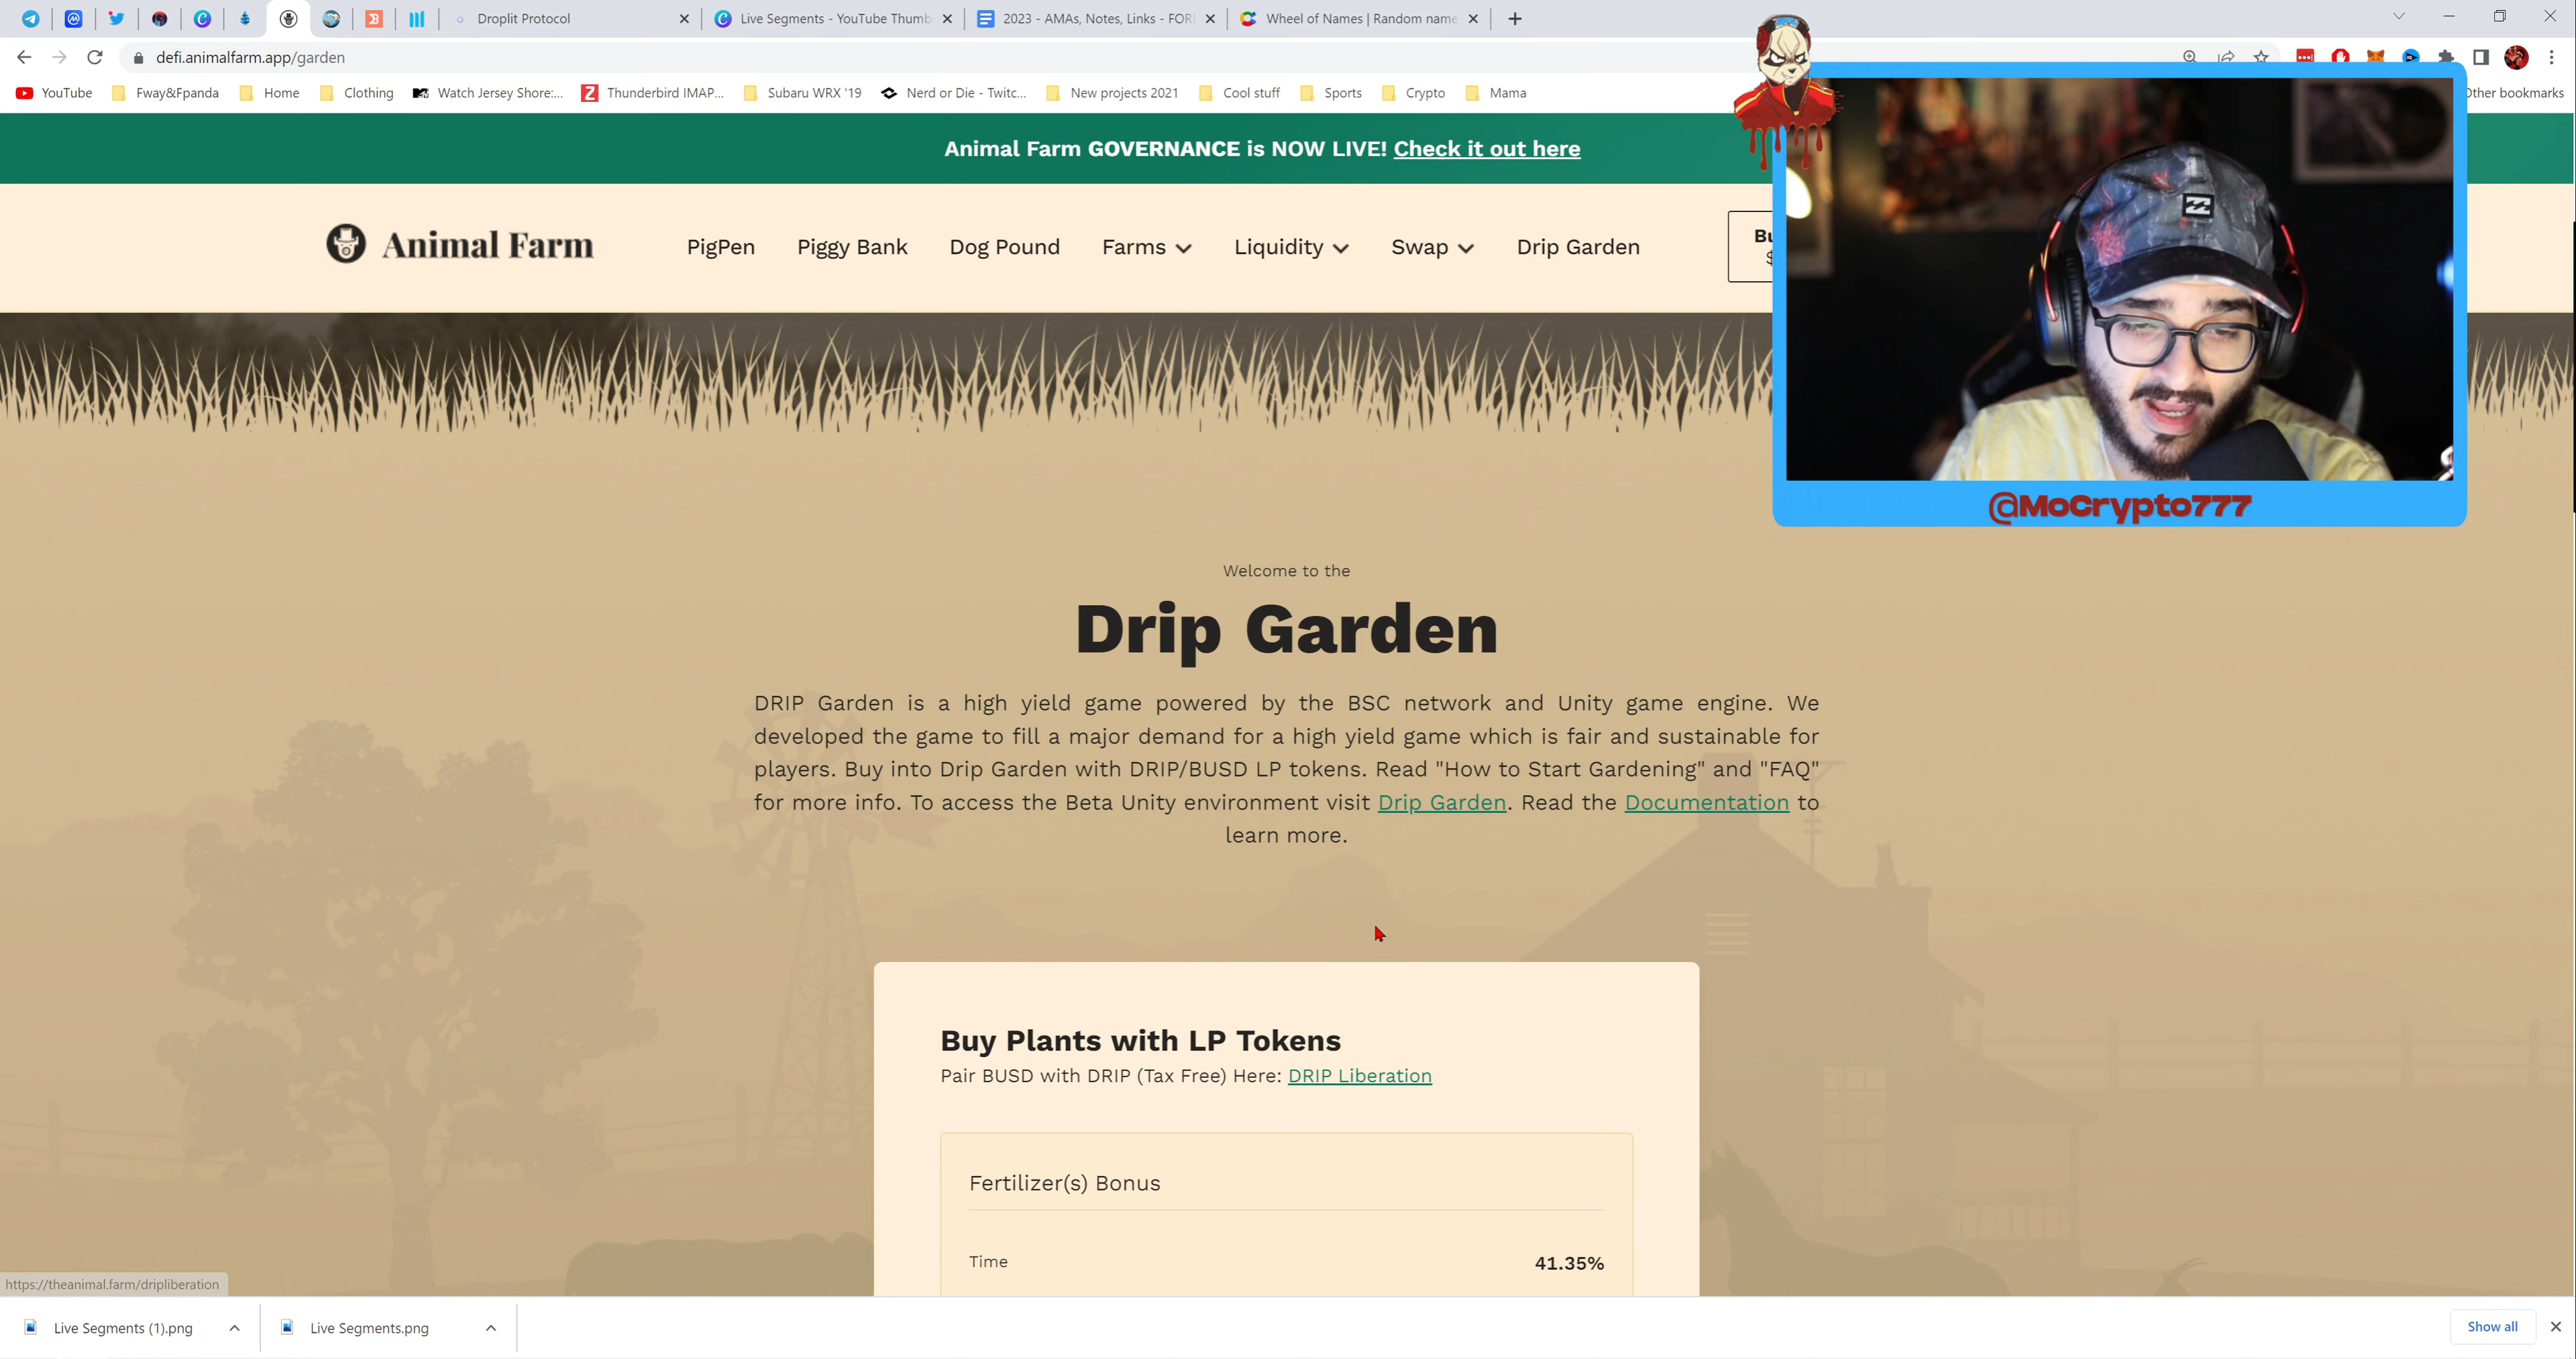 Droplit Protocol
Live Segments - YouTube Thumb
2023 - AMAs, Notes, Links - FOR
Wheel of Names | Random name
defi.animalfarm.app/garden
YouTube
Fway&Fpanda
Home
Clothing
Watch Jersey Shore:...
Thunderbird IMAP...
Subaru WRX '19
Nerd or Die - Twitc...
New projects 2021
Cool stuff
Sports
Crypto
Mama
Other bookmarks
Animal Farm GOVERNANCE is NOW LIVE! Check it out here
Animal Farm
PigPen
Piggy Bank
Dog Pound
Farms
Liquidity
Swap
Drip Garden
@MoCrypto777
Welcome to the
Drip Garden
DRIP Garden is a high yield game powered by the BSC network and Unity game engine. We
developed the game to fill a major demand for a high yield game which is fair and sustainable for
players. Buy into Drip Garden with DRIP/BUSD LP tokens. Read "How to Start Gardening" and "FAQ"
for more info. To access the Beta Unity environment visit Drip Garden. Read the Documentation to
learn more.
Buy Plants with LP Tokens
Pair BUSD with DRIP (Tax Free) Here: DRIP Liberation
Fertilizer(s) Bonus
Time 41.35%
https://theanimal.farm/dripliberation
Live Segments (1).png
Live Segments.png
Show all